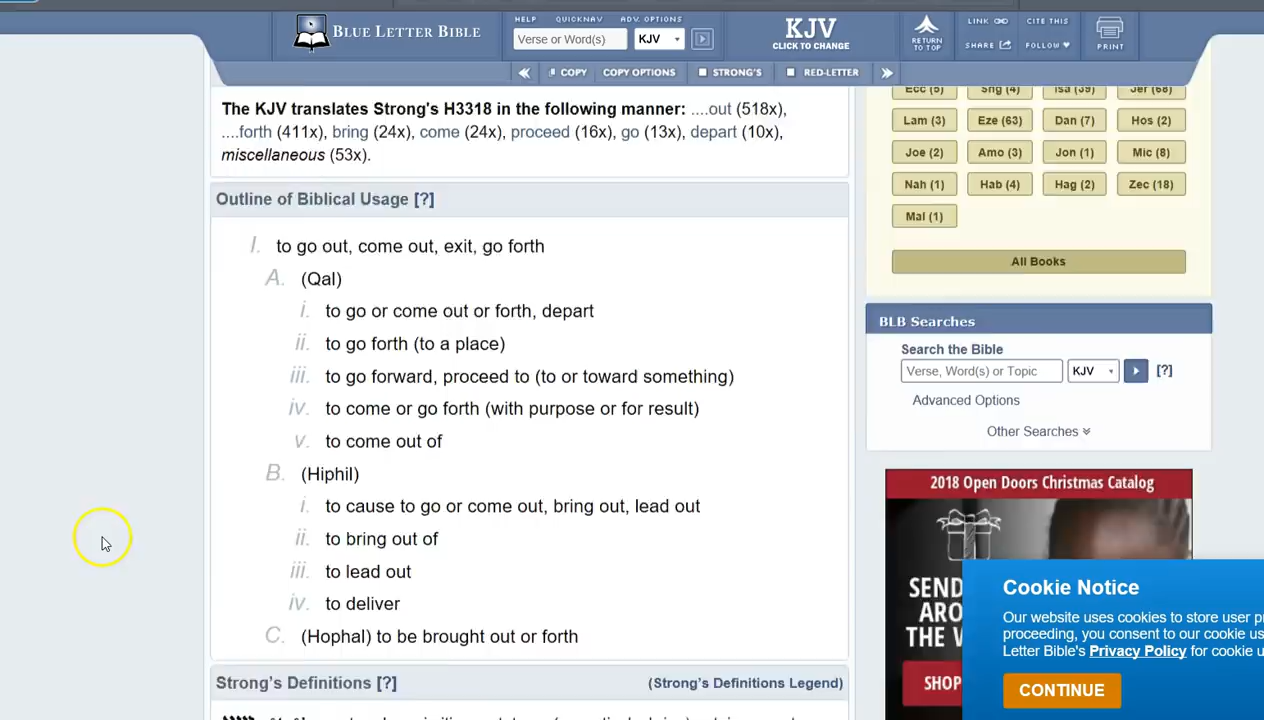 HELP QUICKNAV ADV. OPTIONS
BLUE LETTER BIBLE
Verse or Word(s) KJV
KJV
CLICK TO CHANGE
RETURN
TO TOP
LINK CITE THIS
SHARE FOLLOW
PRINT
COPY COPY OPTIONS STRONG'S RED-LETTER
The KJV translates Strong's H3318 in the following manner: ....out (518x),
....forth (411x), bring (24x), come (24x), proceed (16x), go (13x), depart (10x),
miscellaneous (53x).
Outline of Biblical Usage [?]
I. to go out, come out, exit, go forth
A. (Qal)
i. to go or come out or forth, depart
ii. to go forth (to a place)
iii. to go forward, proceed to (to or toward something)
iv. to come or go forth (with purpose or for result)
v. to come out of
B. (Hiphil)
i. to cause to go or come out, bring out, lead out
ii. to bring out of
iii. to lead out
iv. to deliver
C. (Hophal) to be brought out or forth
Strong's Definitions [?] (Strong's Definitions Legend)
Ecc (5) Sng (4) Isa (39) Jer (68)
Lam (3) Eze (63) Dan (7) Hos (2)
Joe (2) Amo (3) Jon (1) Mic (8)
Nah (1) Hab (4) Hag (2) Zec (18)
Mal (1)
All Books
BLB Searches
Search the Bible
Verse, Word(s) or Topic KJV [?]
Advanced Options
Other Searches
2018 Open Doors Christmas Catalog
SEND
ARO
THE
SHOP
Cookie Notice
Our website uses cookies to store user
proceeding, you consent to our cookie
Letter Bible's Privacy Policy for cookie
CONTINUE